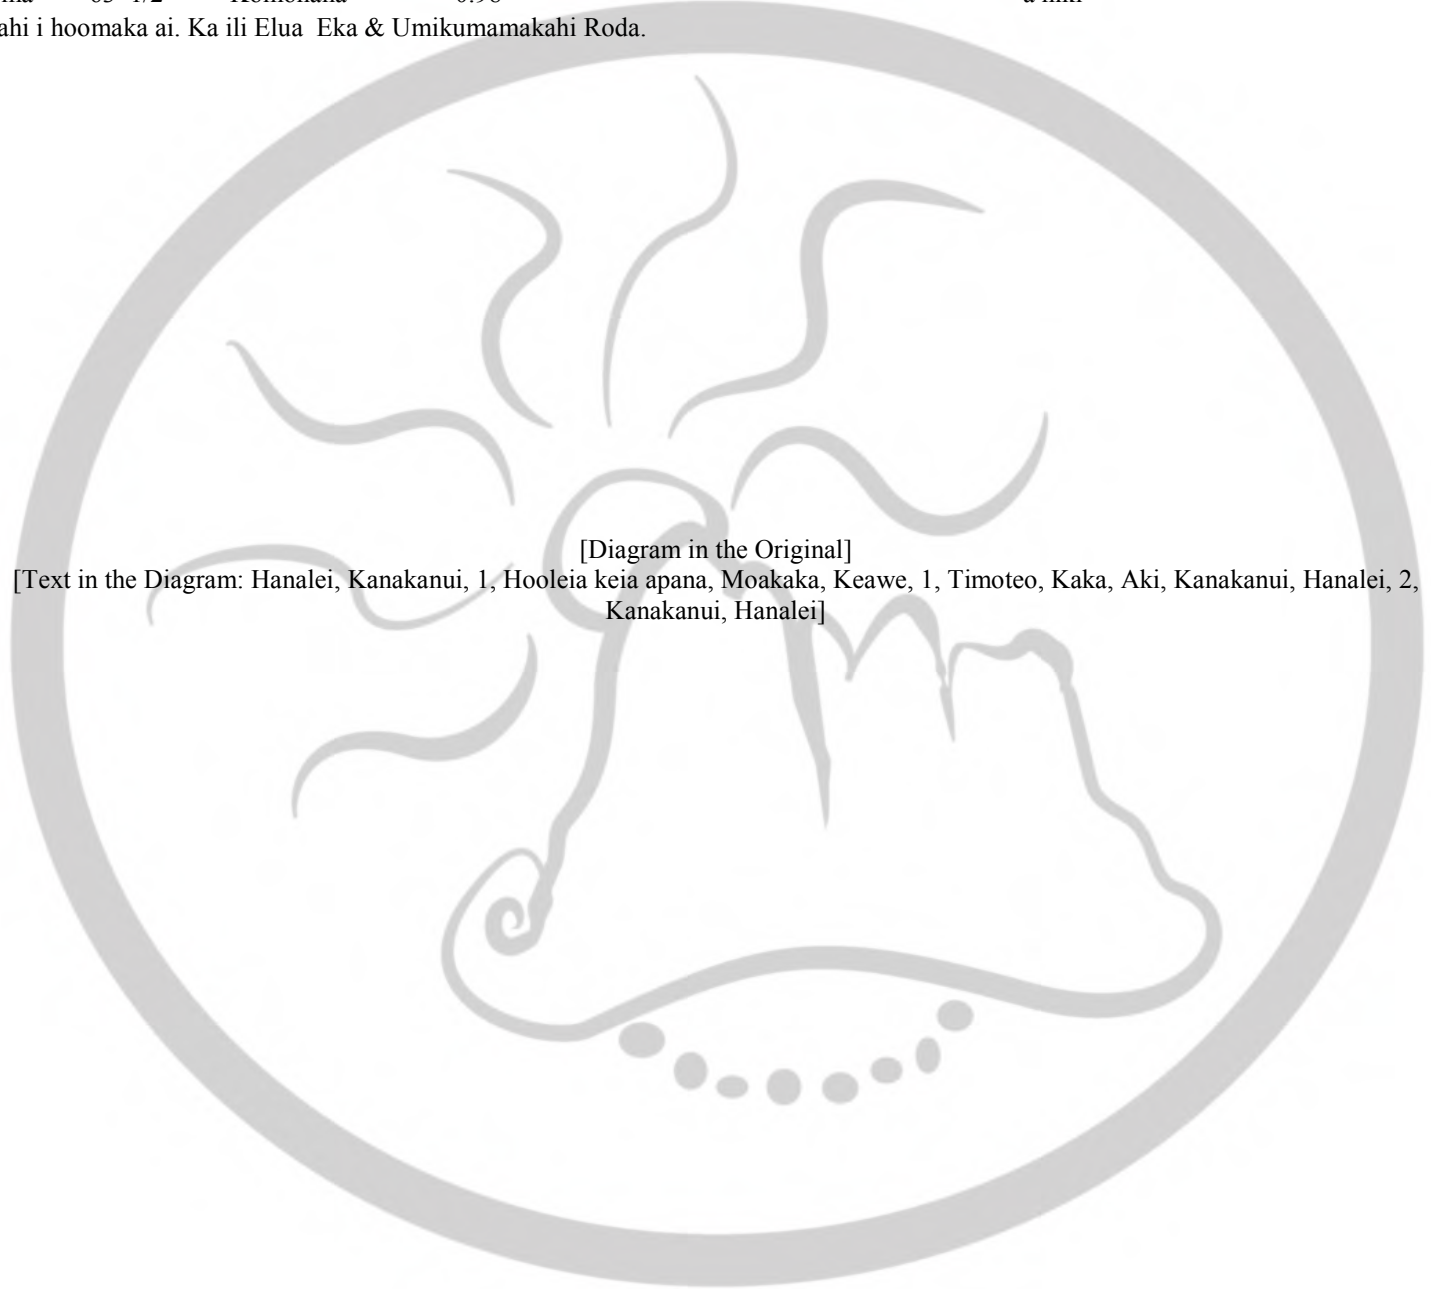 ahi i hoomaka ai. Ka ili Elua Eka & Umikumamakahi Roda.
[Diagram in the Original]
[Text in the Diagram: Hanalei, Kanakanui, 1, Hooleia keia apana, Moakaka, Keawe, 1, Timoteo, Kaka, Aki, Kanakanui, Hanalei, 2,
Kanakanui, Hanalei]